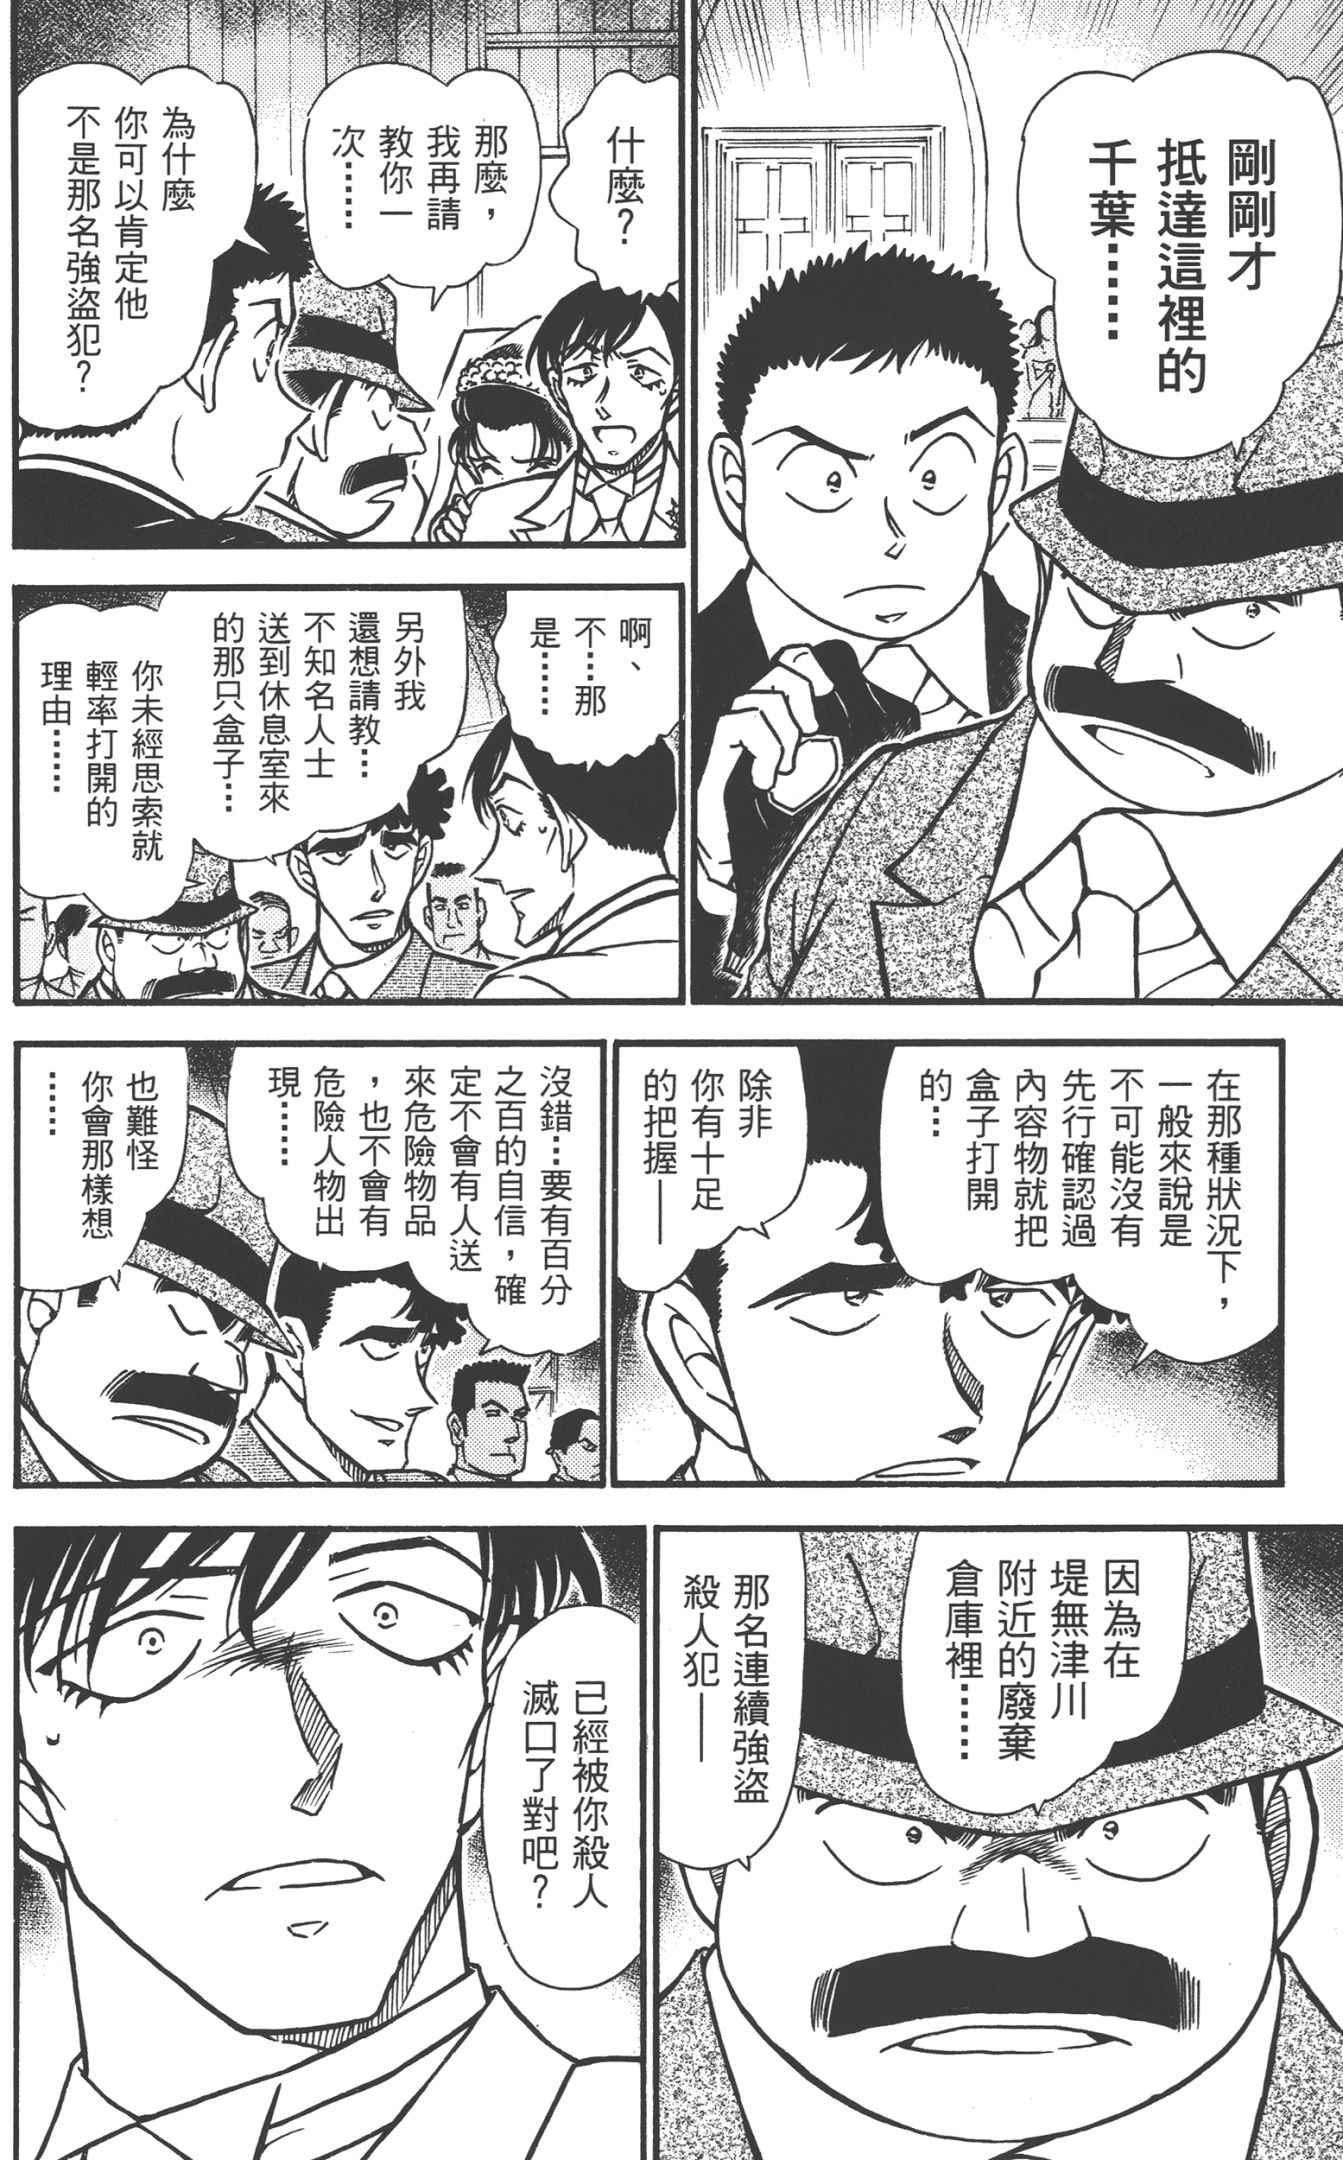 剛剛才
抵達這裡的
千葉……
什麼？
那麼，
我再請
教你一
次……
為什麼
你可以肯定他
不是那名強盜犯？
啊、
不…那
是……
另外我
還想請教…
不知名人士
送到休息室來
的那只盒子…
你未經思索就
輕率打開的
理由……
在那種狀況下，
一般來說是
不可能沒有
先行確認過
內容物就把
盒子打開
的…
除非
你有十足
的把握——
沒錯…要有百分
之百的自信，確
定不會有人送
來危險物品
，也不會有
危險人物出
現……
也難怪
你會那樣想
……
因為在
堤無津川
附近的廢棄
倉庫裡……
那名連續強盜
殺人犯——
已經被你殺人
滅口了對吧？